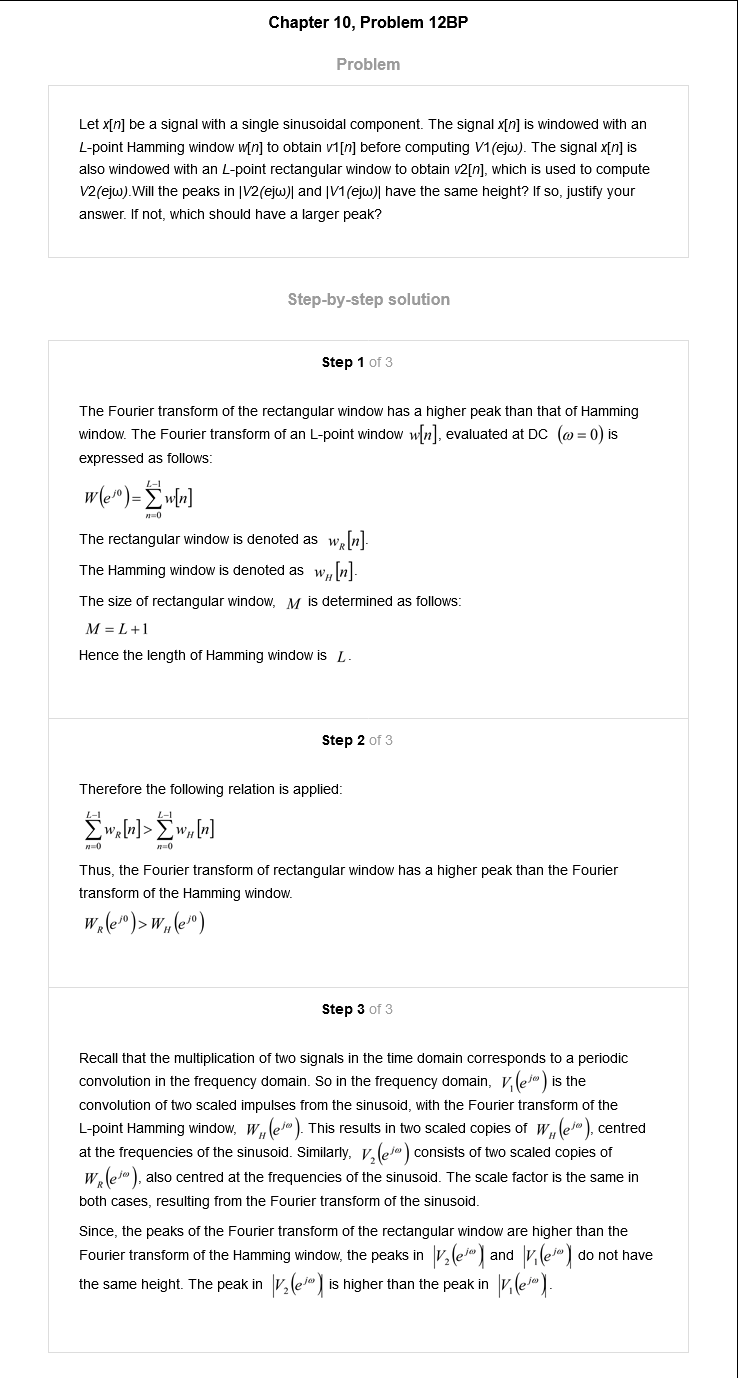 Chapter 10, Problem 12BP
Problem
Let x[n] be a signal with a single sinusoidal component. The signal x[n] is windowed with an
L-point Hamming window w[n] to obtain v1[n] before computing V1(ejω). The signal x[n] is
also windowed with an L-point rectangular window to obtain v2[n], which is used to compute
V2(ejω).Will the peaks in |V2(ejω)| and |V1(ejω)| have the same height? If so, justify your
answer. If not, which should have a larger peak?
Step-by-step solution
Step 1 of 3
The Fourier transform of the rectangular window has a higher peak than that of Hamming
window. The Fourier transform of an L-point window w[n], evaluated at DC (ω = 0) is
expressed as follows:
W(e^{j0}) = \sum_{n=0}^{L-1} w[n]
The rectangular window is denoted as w_R[n].
The Hamming window is denoted as w_H[n].
The size of rectangular window, M is determined as follows:
M = L + 1
Hence the length of Hamming window is L.
Step 2 of 3
Therefore the following relation is applied:
\sum_{n=0}^{L-1} w_R[n] > \sum_{n=0}^{L-1} w_H[n]
Thus, the Fourier transform of rectangular window has a higher peak than the Fourier
transform of the Hamming window.
W_R(e^{j0}) > W_H(e^{j0})
Step 3 of 3
Recall that the multiplication of two signals in the time domain corresponds to a periodic
convolution in the frequency domain. So in the frequency domain, V_1(e^{jω}) is the
convolution of two scaled impulses from the sinusoid, with the Fourier transform of the
L-point Hamming window, W_H(e^{jω}). This results in two scaled copies of W_H(e^{jω}), centred
at the frequencies of the sinusoid. Similarly, V_2(e^{jω}) consists of two scaled copies of
W_R(e^{jω}), also centred at the frequencies of the sinusoid. The scale factor is the same in
both cases, resulting from the Fourier transform of the sinusoid.
Since, the peaks of the Fourier transform of the rectangular window are higher than the
Fourier transform of the Hamming window, the peaks in |V_2(e^{jω})| and |V_1(e^{jω})| do not have
the same height. The peak in |V_2(e^{jω})| is higher than the peak in |V_1(e^{jω})|.